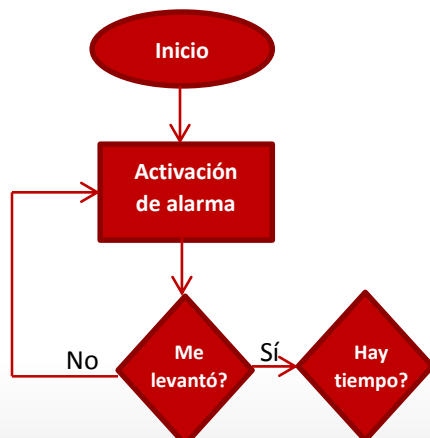 Inicio
Activación
de alarma
No
Me
levantó?
Sí
Hay
tiempo?